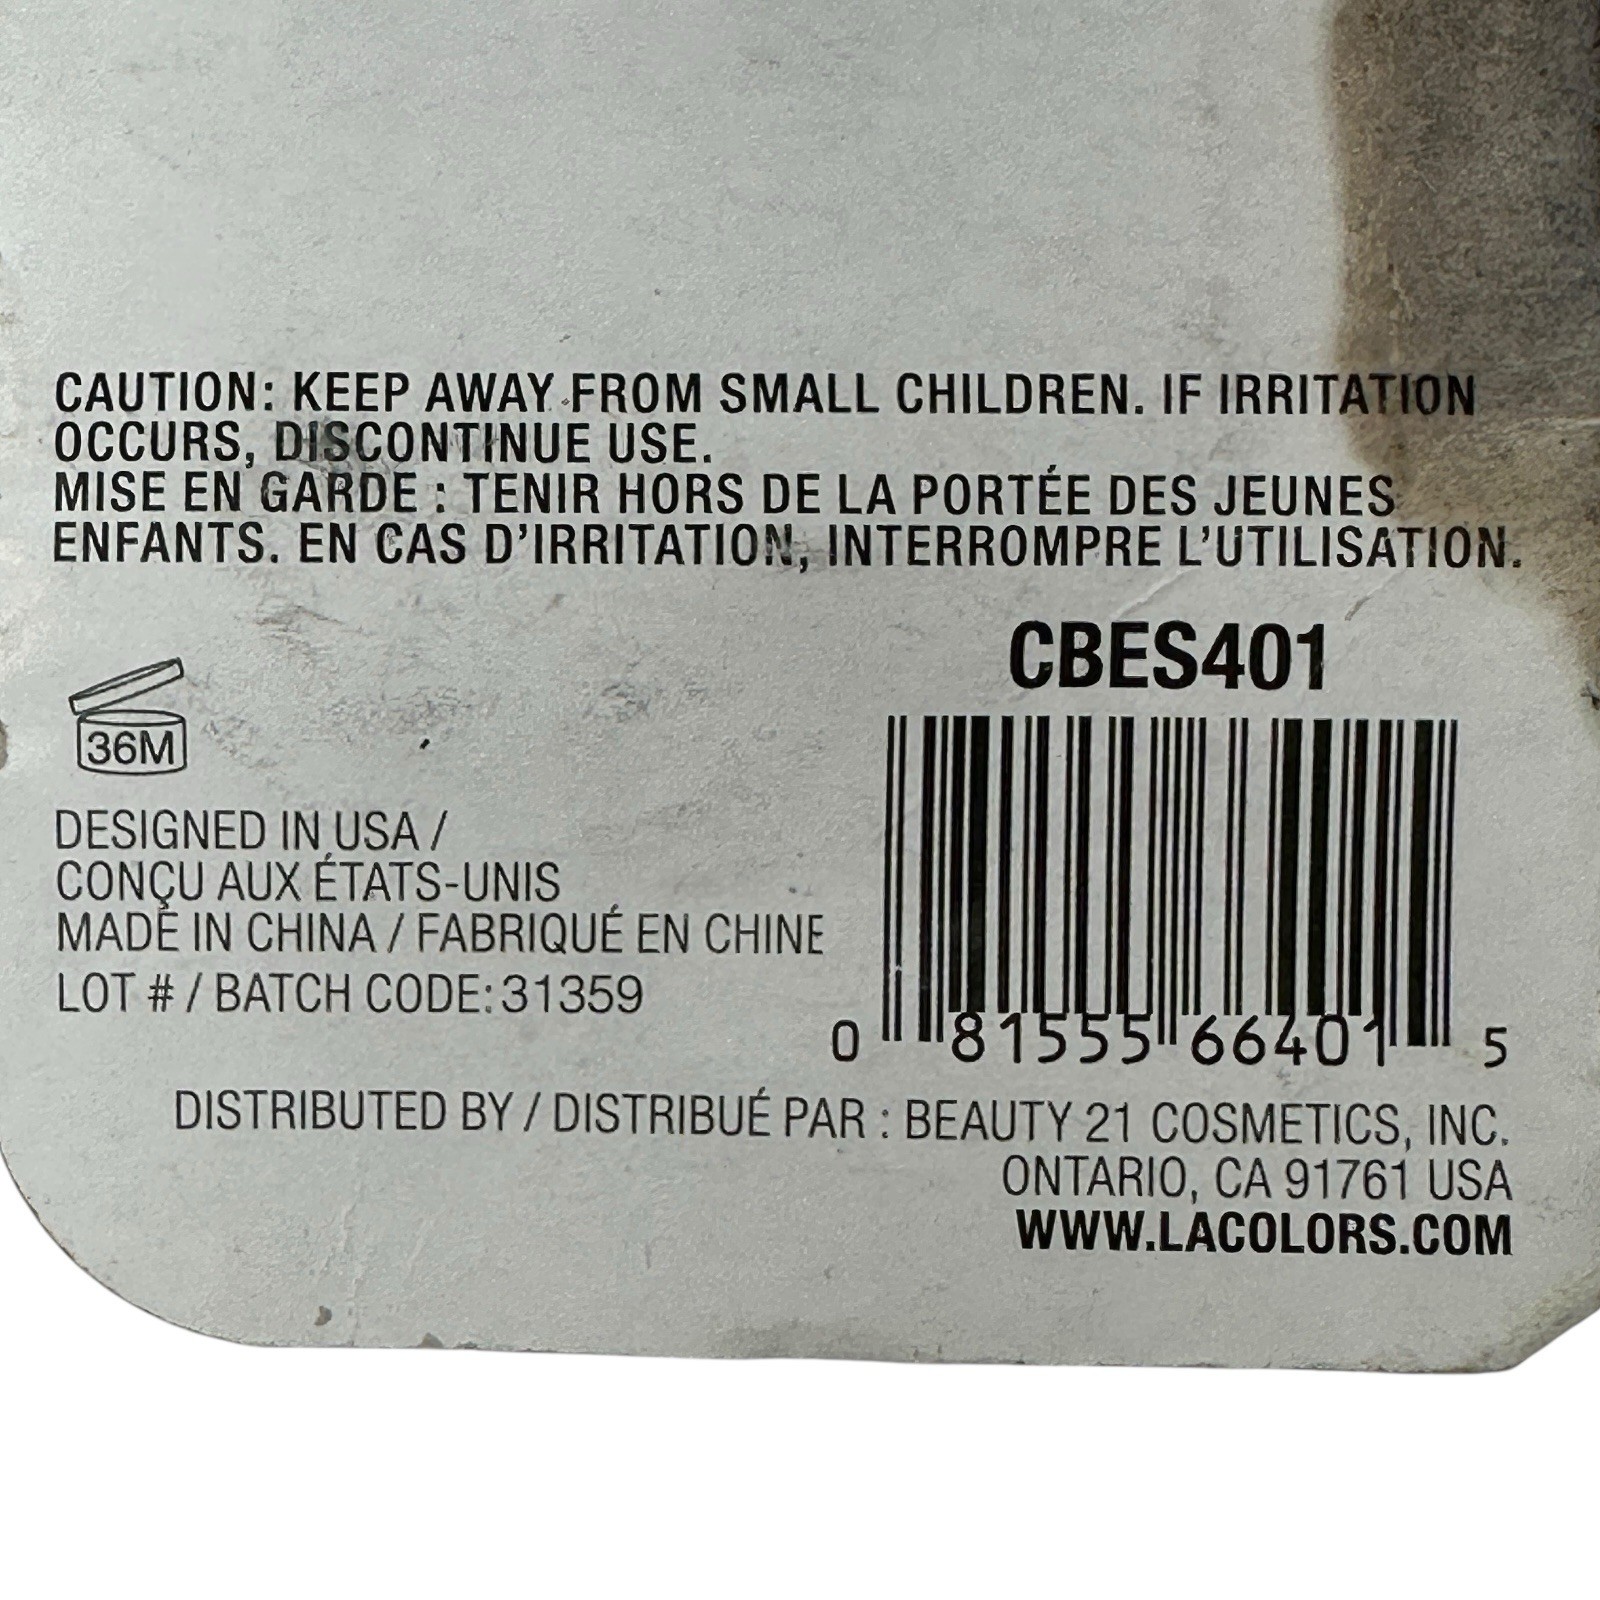 CAUTION: KEEP AWAY FROM SMALL CHILDREN. IF IRRITATION
OCCURS, DISCONTINUE USE.
MISE EN GARDE : TENIR HORS DE LA PORTÉE DES JEUNES
ENFANTS. EN CAS D'IRRITATION, INTERROMPRE L'UTILISATION.
CBES401
36M
DESIGNED IN USA /
CONÇU AUX ÉTATS-UNIS
MADE IN CHINA / FABRIQUÉ EN CHINE
LOT # / BATCH CODE: 31359
0 81555 66401 5
DISTRIBUTED BY / DISTRIBUÉ PAR : BEAUTY 21 COSMETICS, INC.
ONTARIO, CA 91761 USA
WWW.LACOLORS.COM